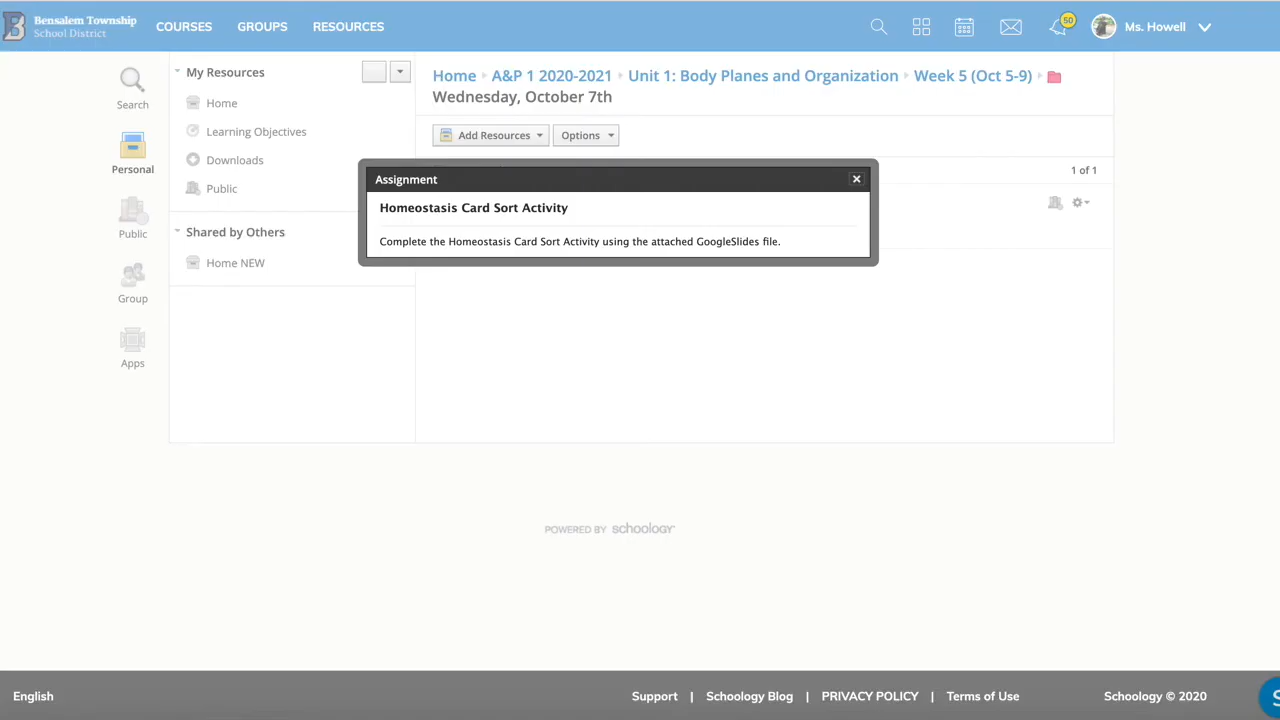 Bensalem Township
School District
COURSES
GROUPS
RESOURCES
50
Ms. Howell
Search
Personal
Public
Group
Apps
My Resources
Home
Learning Objectives
Downloads
Public
Shared by Others
Home NEW
Home A&P 1 2020-2021 Unit 1: Body Planes and Organization Week 5 (Oct 5-9)
Wednesday, October 7th
Add Resources
Options
1 of 1
Assignment
Homeostasis Card Sort Activity
Complete the Homeostasis Card Sort Activity using the attached GoogleSlides file.
POWERED BY schoology
English
Support | Schoology Blog | PRIVACY POLICY | Terms of Use
Schoology © 2020